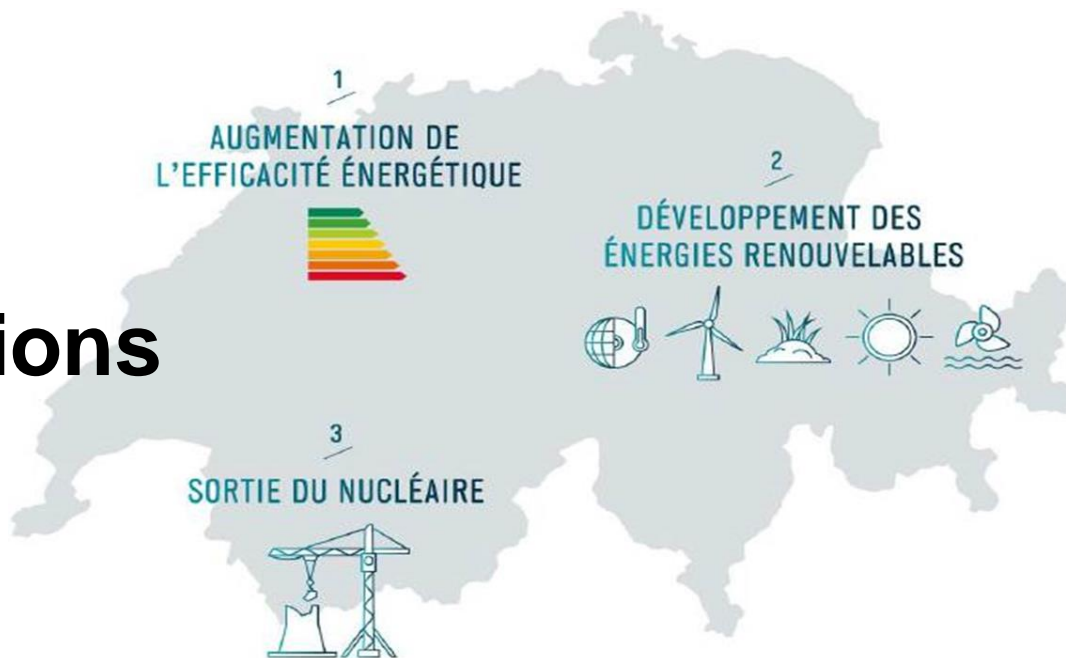 1
AUGMENTATION DE
L'EFFICACITÉ ÉNERGÉTIQUE
2
DÉVELOPPEMENT DES
ÉNERGIES RENOUVELABLES
ions
3
SORTIE DU NUCLÉAIRE